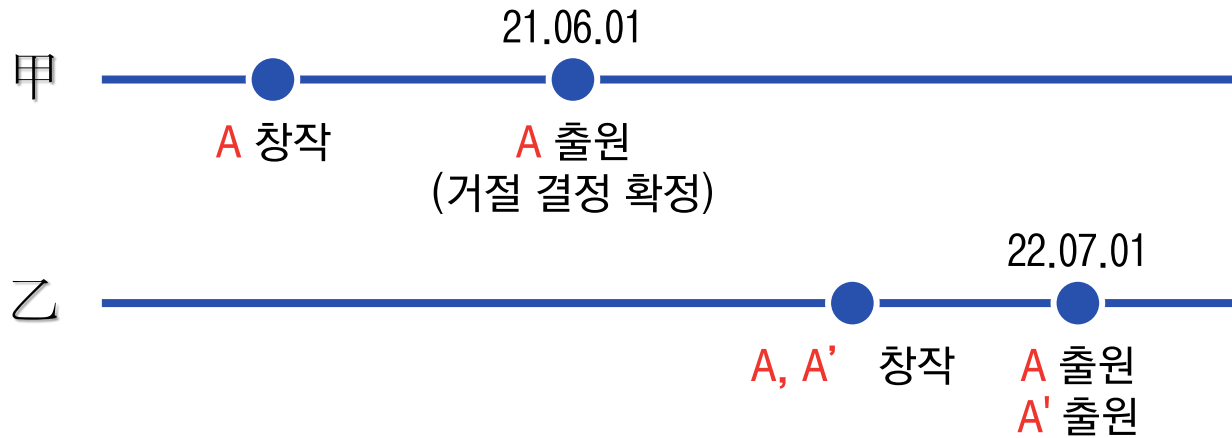 21.06.01
甲
A 창작
A 출원
(거절 결정 확정)
22.07.01
乙
A, A’ 창작
A 출원
A' 출원